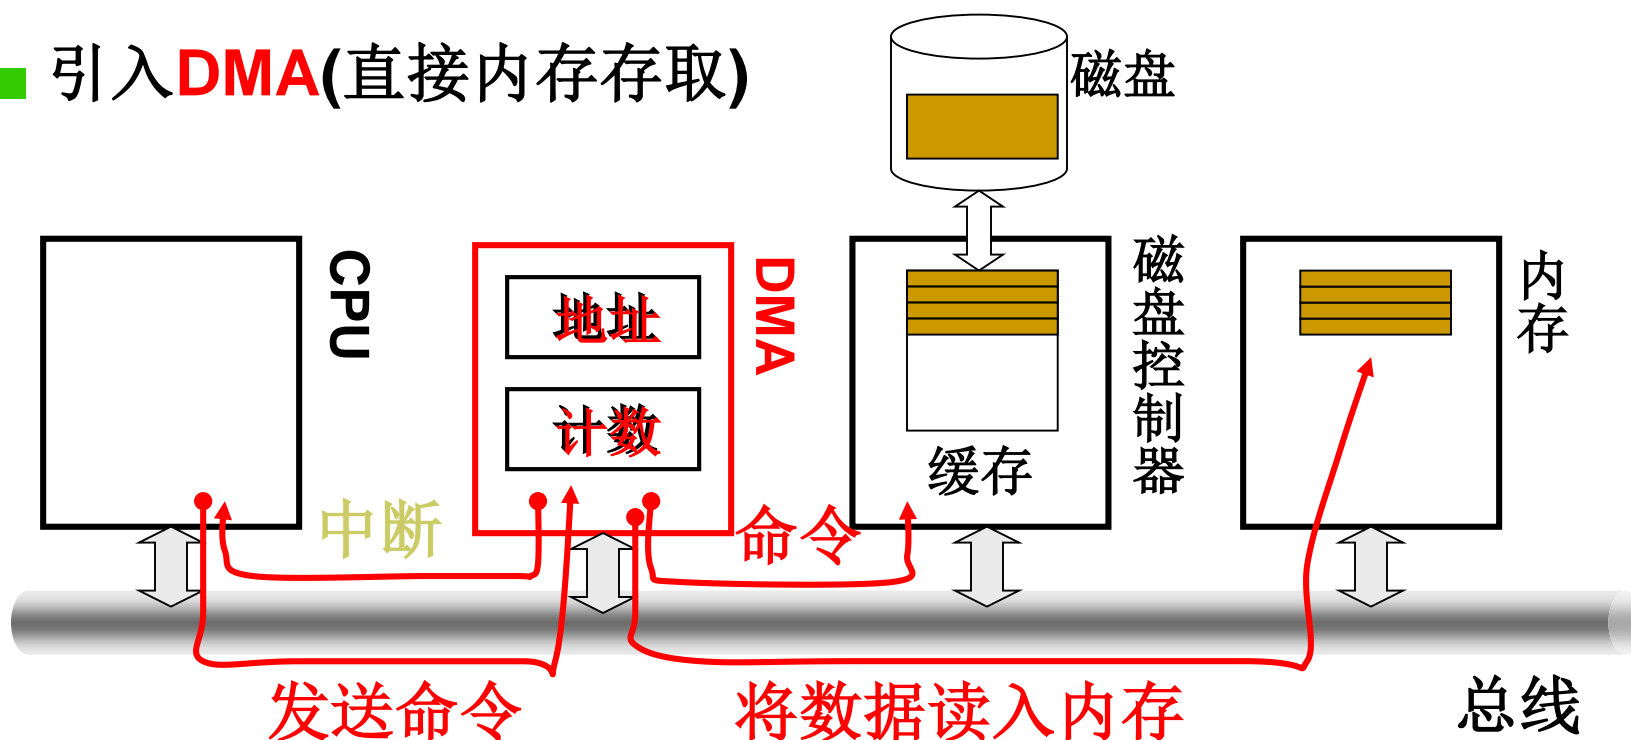 引入DMA(直接内存存取)
磁盘
CPU
地址
计数
DMA
磁盘控制器
缓存
内存
中断
命令
发送命令
将数据读入内存
总线